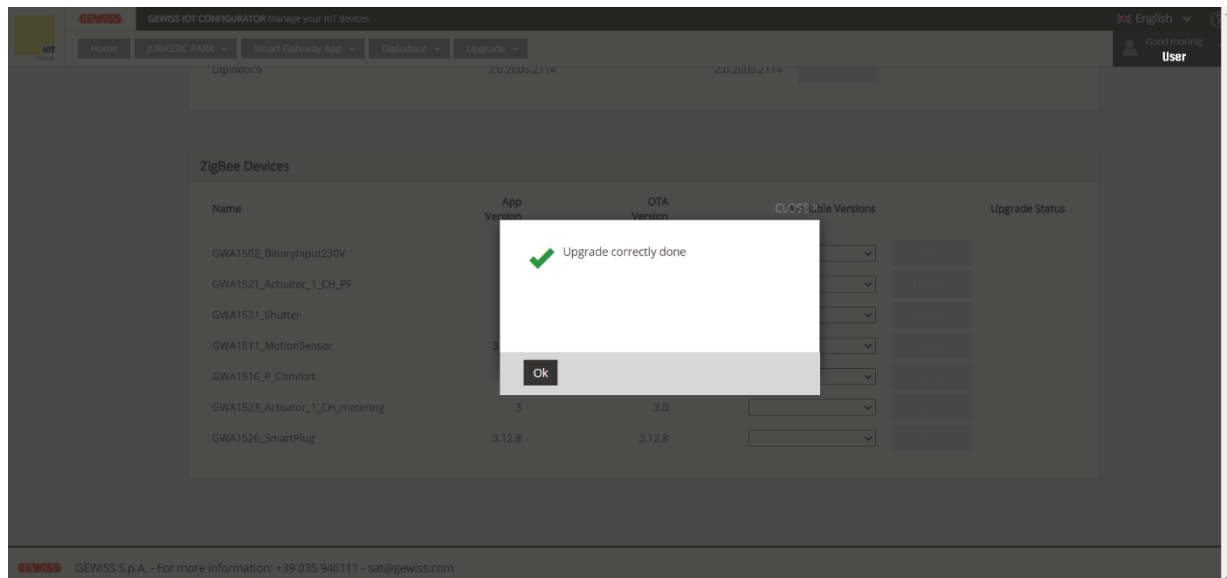 GEWISS GEWISS IOT CONFIGURATOR Manage your IoT devices English
IOT Home JURASSIC PARK Smart Gateway App Diplodoco Upgrade Good morinig
User
Diplodoco 2.0.2005.2114 2.0.2005.2114
ZigBee Devices
Name App Version OTA Version Versions Upgrade Status
CLOSE
GWA1502_BinaryInput230V
GWA1521_Actuator_1_CH_PF
GWA1531_Shutter
GWA1511_MotionSensor
GWA1916_P_Comfort
GWA1523_Actuator_1_CH_metering 3 3.0
GWA1526_SmartPlug 3.12.8 3.12.8
Upgrade correctly done
Ok
GEWISS GEWISS S.p.A. - For more information: +39 035 946111 - sat@gewiss.com